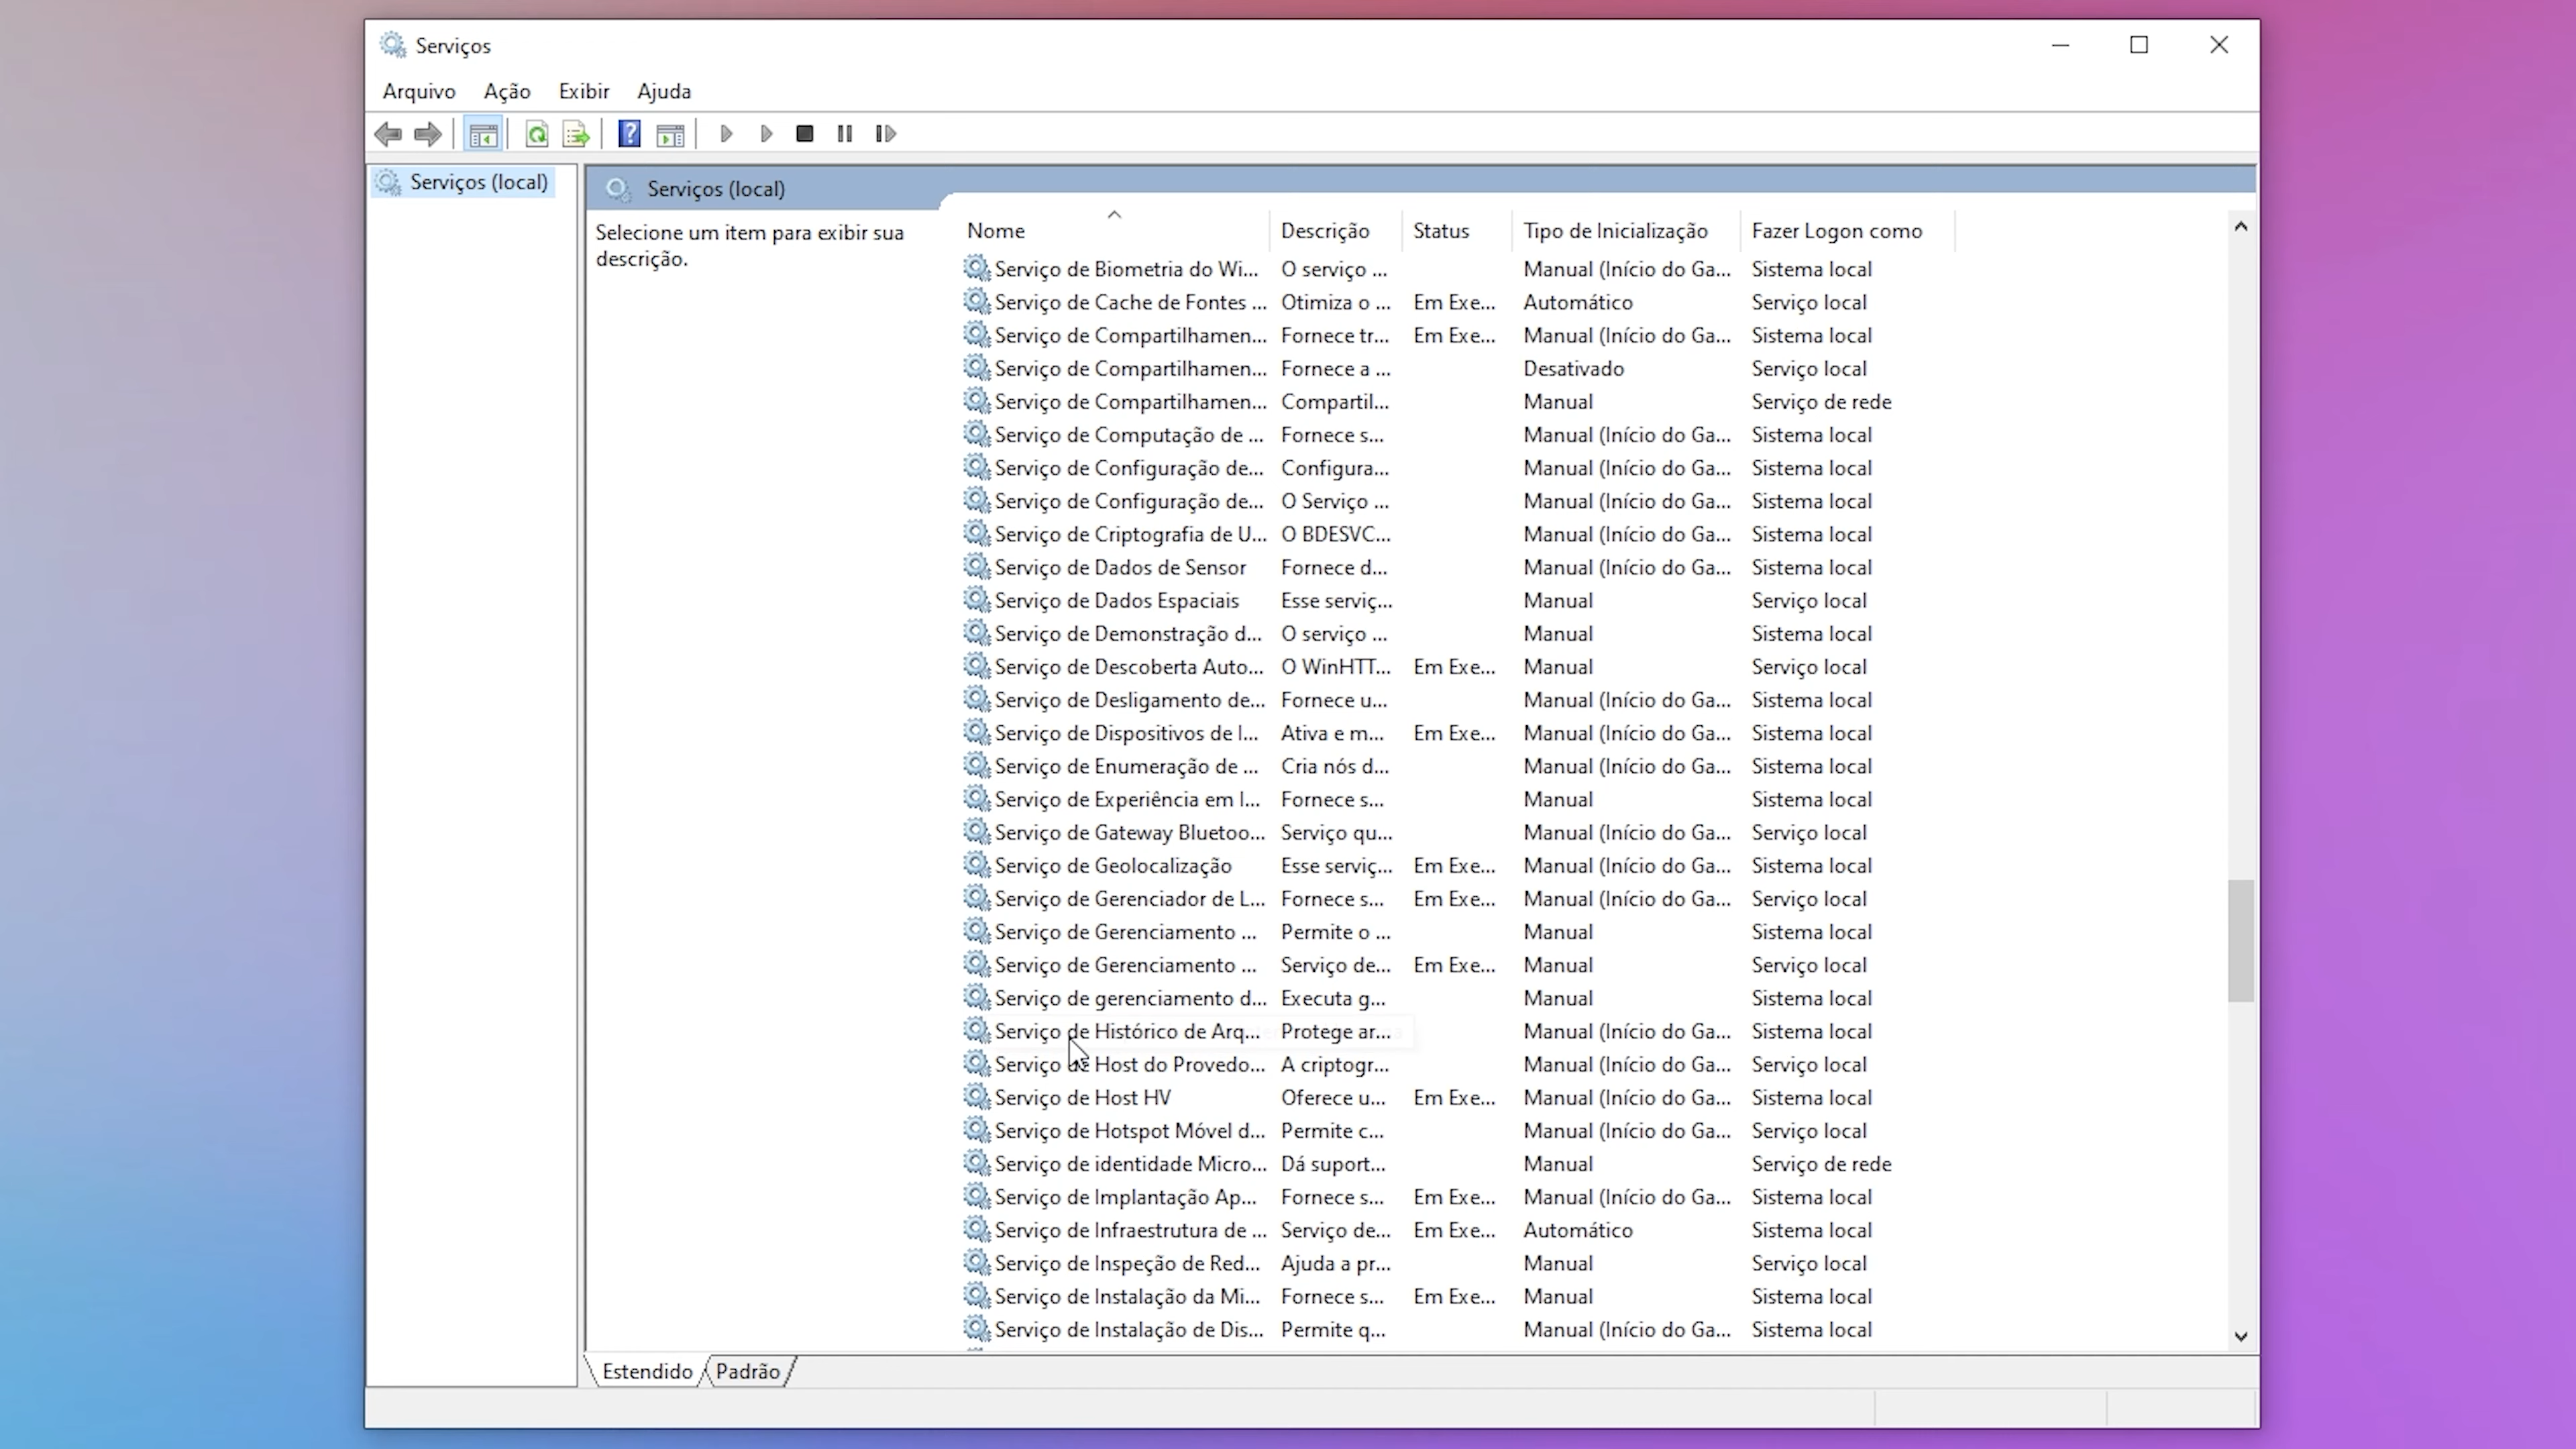 Serviços
Arquivo Ação Exibir Ajuda
Serviços (local)
Serviços (local)
Selecione um item para exibir sua
descrição.
Nome Descrição Status Tipo de Inicialização Fazer Logon como
Serviço de Biometria do Wi... O serviço ... Manual (Início do Ga... Sistema local
Serviço de Cache de Fontes ... Otimiza o ... Em Exe... Automático Serviço local
Serviço de Compartilhamen... Fornece tr... Em Exe... Manual (Início do Ga... Sistema local
Serviço de Compartilhamen... Fornece a ... Desativado Serviço local
Serviço de Compartilhamen... Compartil... Manual Serviço de rede
Serviço de Computação de ... Fornece s... Manual (Início do Ga... Sistema local
Serviço de Configuração de... Configura... Manual (Início do Ga... Sistema local
Serviço de Configuração de... O Serviço ... Manual (Início do Ga... Sistema local
Serviço de Criptografia de U... O BDESVC... Manual (Início do Ga... Sistema local
Serviço de Dados de Sensor Fornece d... Manual (Início do Ga... Sistema local
Serviço de Dados Espaciais Esse serviç... Manual Serviço local
Serviço de Demonstração d... O serviço ... Manual Sistema local
Serviço de Descoberta Auto... O WinHTT... Em Exe... Manual Serviço local
Serviço de Desligamento de... Fornece u... Manual (Início do Ga... Sistema local
Serviço de Dispositivos de I... Ativa e m... Em Exe... Manual (Início do Ga... Sistema local
Serviço de Enumeração de ... Cria nós d... Manual (Início do Ga... Sistema local
Serviço de Experiência em I... Fornece s... Manual Sistema local
Serviço de Gateway Bluetoo... Serviço qu... Manual (Início do Ga... Serviço local
Serviço de Geolocalização Esse serviç... Em Exe... Manual (Início do Ga... Sistema local
Serviço de Gerenciador de L... Fornece s... Em Exe... Manual (Início do Ga... Serviço local
Serviço de Gerenciamento ... Permite o ... Manual Sistema local
Serviço de Gerenciamento ... Serviço de... Em Exe... Manual Serviço local
Serviço de gerenciamento d... Executa g... Manual Sistema local
Serviço de Histórico de Arq... Protege ar... Manual (Início do Ga... Sistema local
Serviço de Host do Provedo... A criptogr... Manual (Início do Ga... Serviço local
Serviço de Host HV Oferece u... Em Exe... Manual (Início do Ga... Sistema local
Serviço de Hotspot Móvel d... Permite c... Manual (Início do Ga... Serviço local
Serviço de identidade Micro... Dá suport... Manual Serviço de rede
Serviço de Implantação Ap... Fornece s... Em Exe... Manual (Início do Ga... Sistema local
Serviço de Infraestrutura de ... Serviço de... Em Exe... Automático Sistema local
Serviço de Inspeção de Red... Ajuda a pr... Manual Serviço local
Serviço de Instalação da Mi... Fornece s... Em Exe... Manual Sistema local
Serviço de Instalação de Dis... Permite q... Manual (Início do Ga... Sistema local
Estendido Padrão